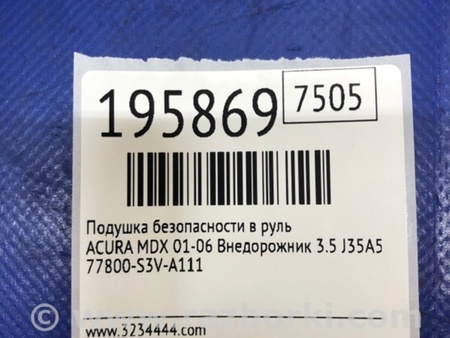 195869
7505
Подушка безопасности в руль
ACURA MDX 01-06 Внедорожник 3.5 J35A5
77800-S3V-A111
www.3234444.com